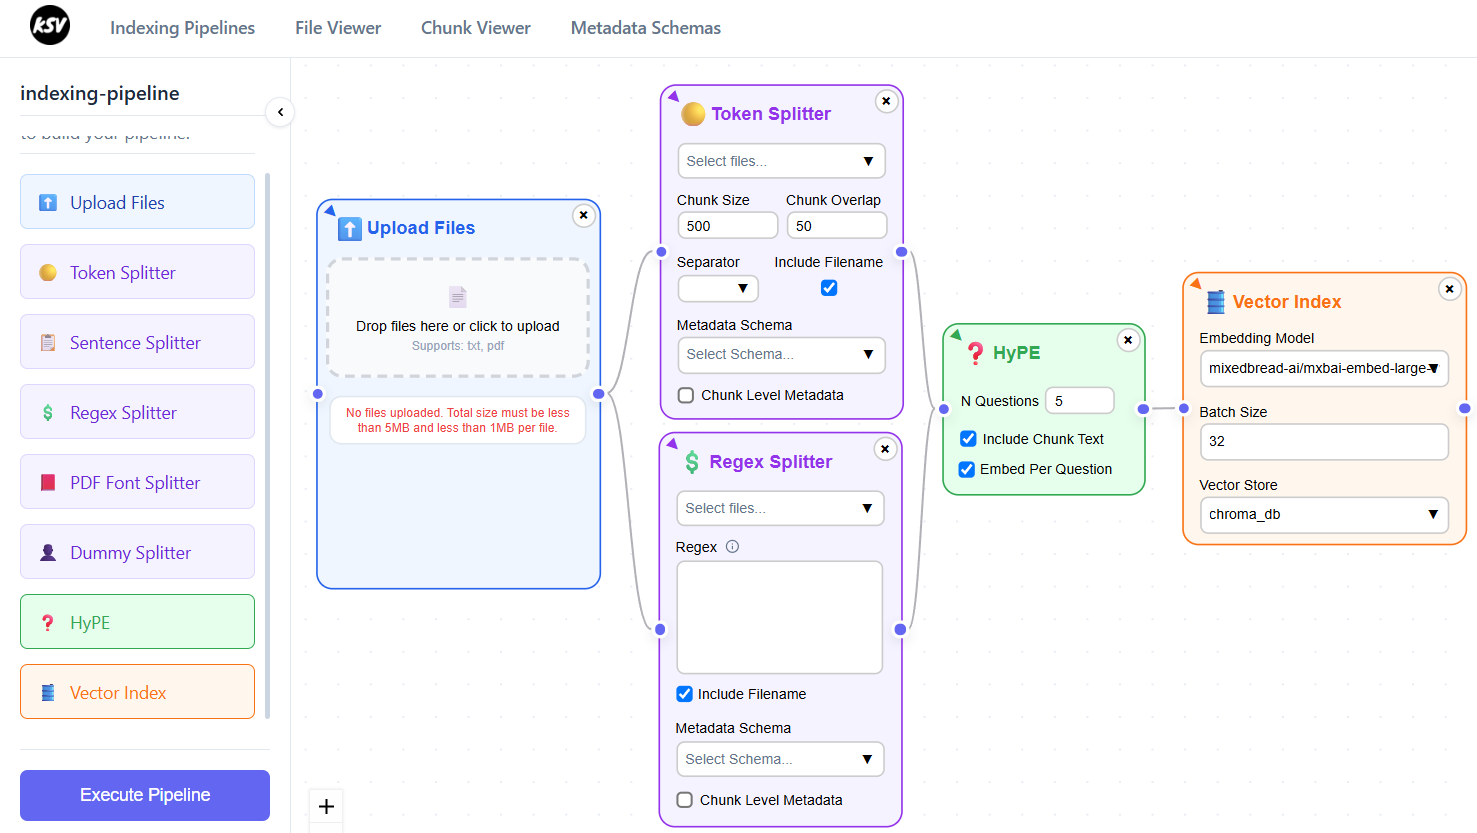 KSV
Indexing Pipelines
File Viewer
Chunk Viewer
Metadata Schemas
indexing-pipeline
to build your pipeline.
Upload Files
Token Splitter
Sentence Splitter
Regex Splitter
PDF Font Splitter
Dummy Splitter
HyPE
Vector Index
Execute Pipeline
Upload Files
Drop files here or click to upload
Supports: txt, pdf
No files uploaded. Total size must be less
than 5MB and less than 1MB per file.
Token Splitter
Select files...
Chunk Size
Chunk Overlap
500
50
Separator
Include Filename
Metadata Schema
Select Schema...
Chunk Level Metadata
Regex Splitter
Select files...
Regex
Include Filename
Metadata Schema
Select Schema...
Chunk Level Metadata
HyPE
N Questions
5
Include Chunk Text
Embed Per Question
Vector Index
Embedding Model
mixedbread-ai/mxbai-embed-large-
Batch Size
32
Vector Store
chroma_db